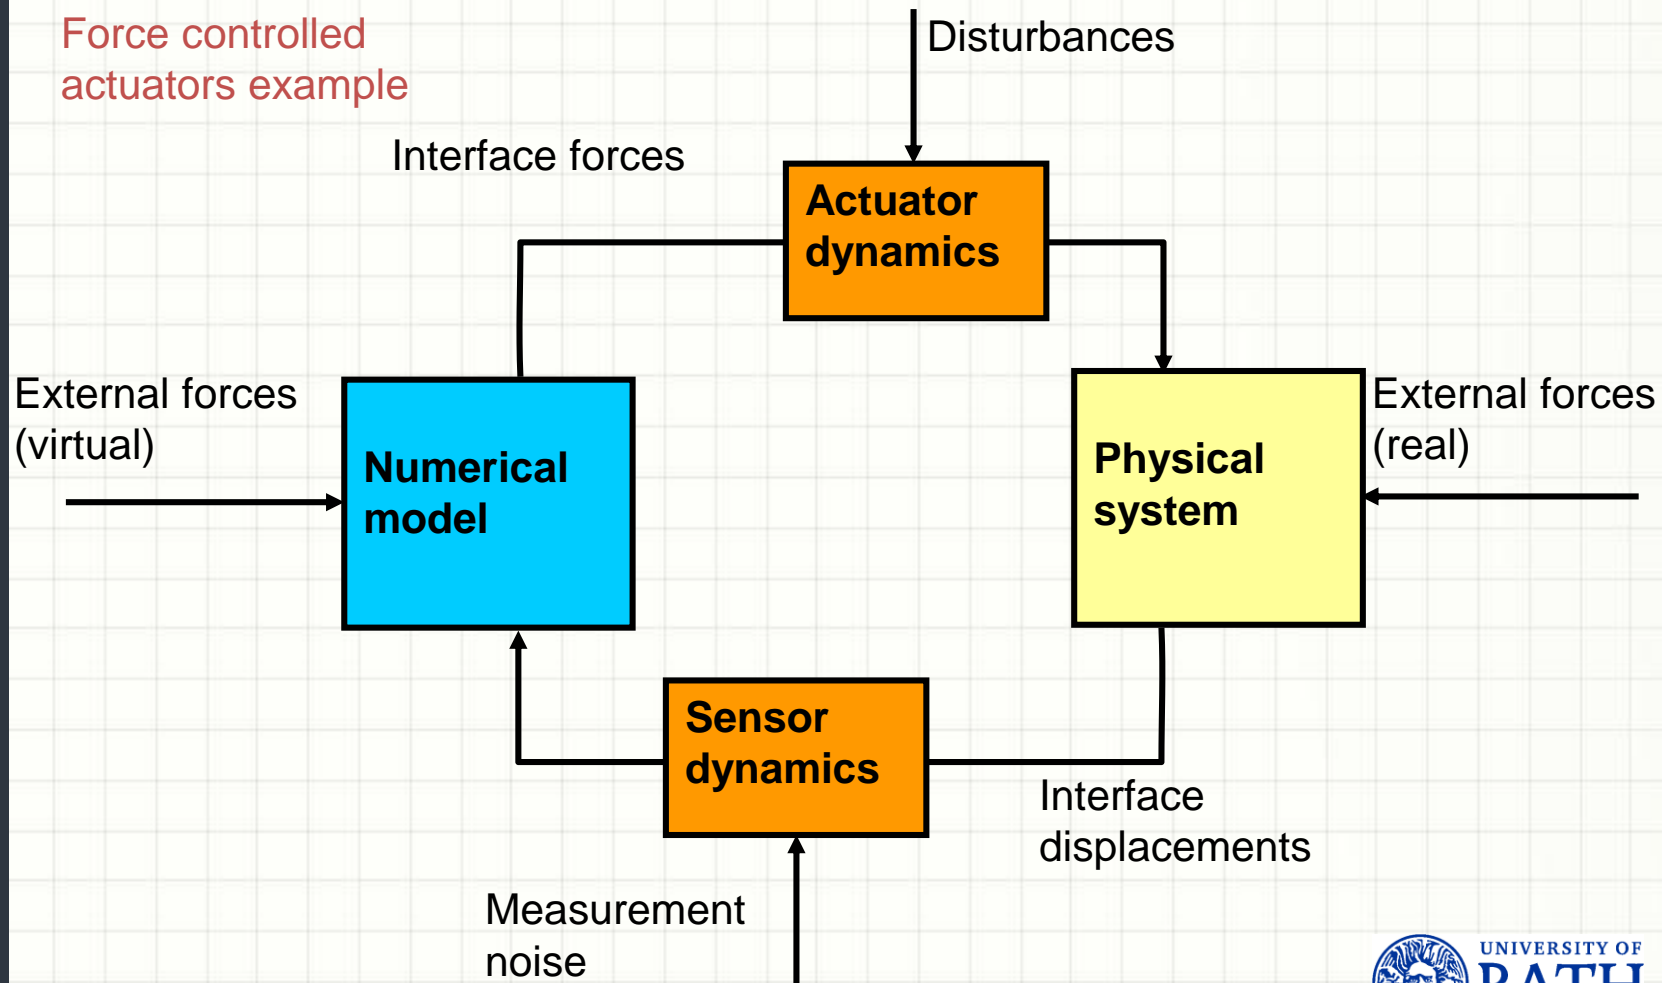 Force controlled
actuators example
Disturbances
Interface forces
Actuator
dynamics
External forces
(virtual)
Numerical
model
Physical
system
External forces
(real)
Sensor
dynamics
Interface
displacements
Measurement
noise
UNIVERSITY OF
BATH